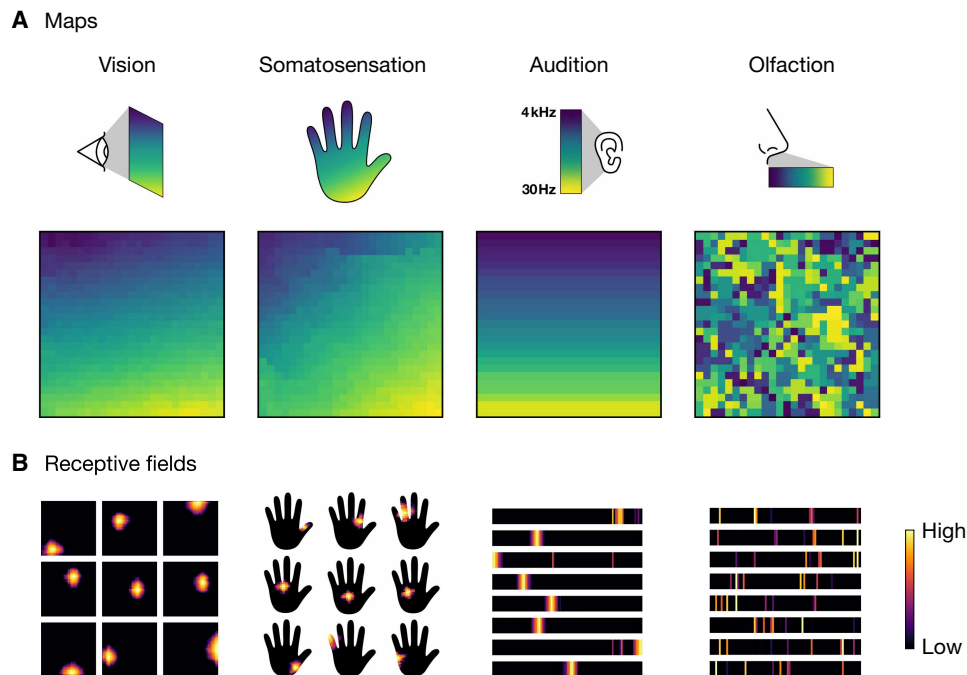 A Maps
Vision Somatosensation Audition Olfaction
4 kHz
30 Hz
B Receptive fields
High
Low